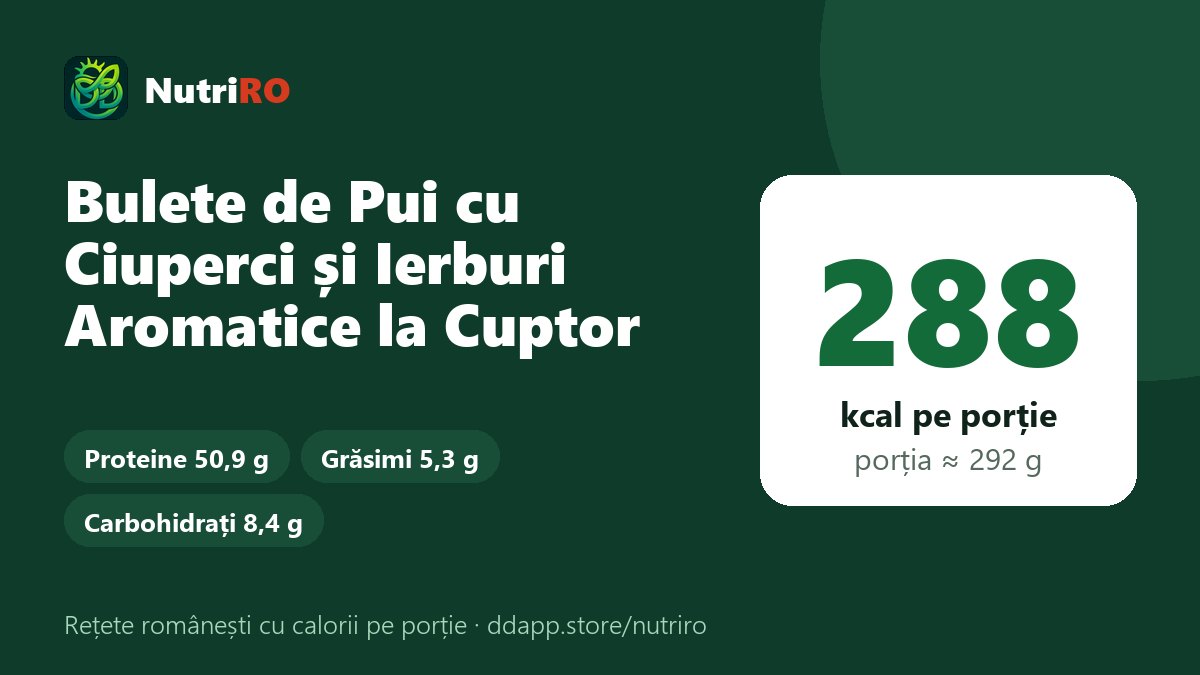 NutriRO
Bulete de Pui cu
Ciuperci și Ierburi
Aromatice la Cuptor
Proteine 50,9 g
Grăsimi 5,3 g
Carbohidrați 8,4 g
288
kcal pe porție
porția ≈ 292 g
Rețete românești cu calorii pe porție · ddapp.store/nutriro